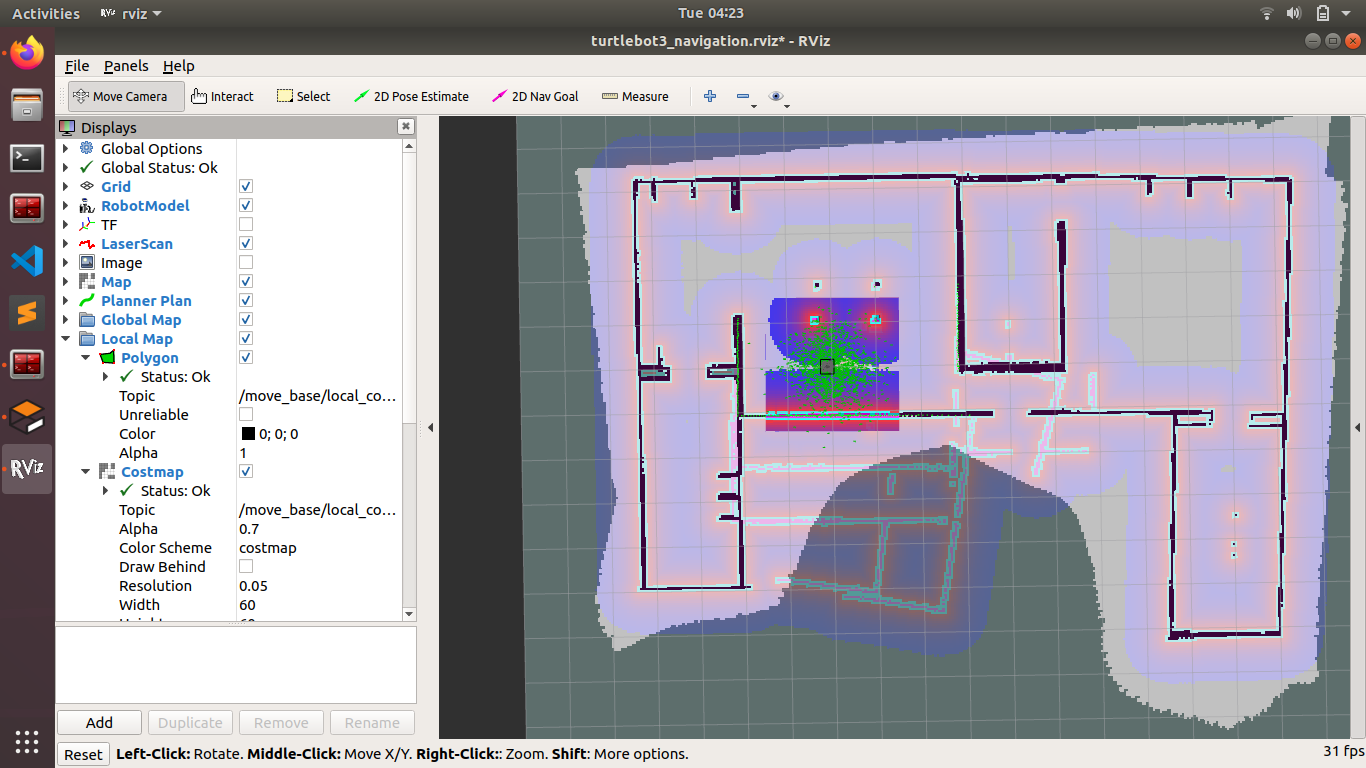 Activities RViz rviz Tue 04:23
turtlebot3_navigation.rviz* - RViz
File Panels Help
Move Camera Interact Select 2D Pose Estimate 2D Nav Goal Measure
Displays
Global Options
Global Status: Ok
Grid
RobotModel
TF
LaserScan
Image
Map
Planner Plan
Global Map
Local Map
Polygon
Status: Ok
Topic /move_base/local_co...
Unreliable
Color 0; 0; 0
Alpha 1
Costmap
Status: Ok
Topic /move_base/local_co...
Alpha 0.7
Color Scheme costmap
Draw Behind
Resolution 0.05
Width 60
RViz
Add Duplicate Remove Rename
Reset Left-Click: Rotate. Middle-Click: Move X/Y. Right-Click:: Zoom. Shift: More options. 31 fps